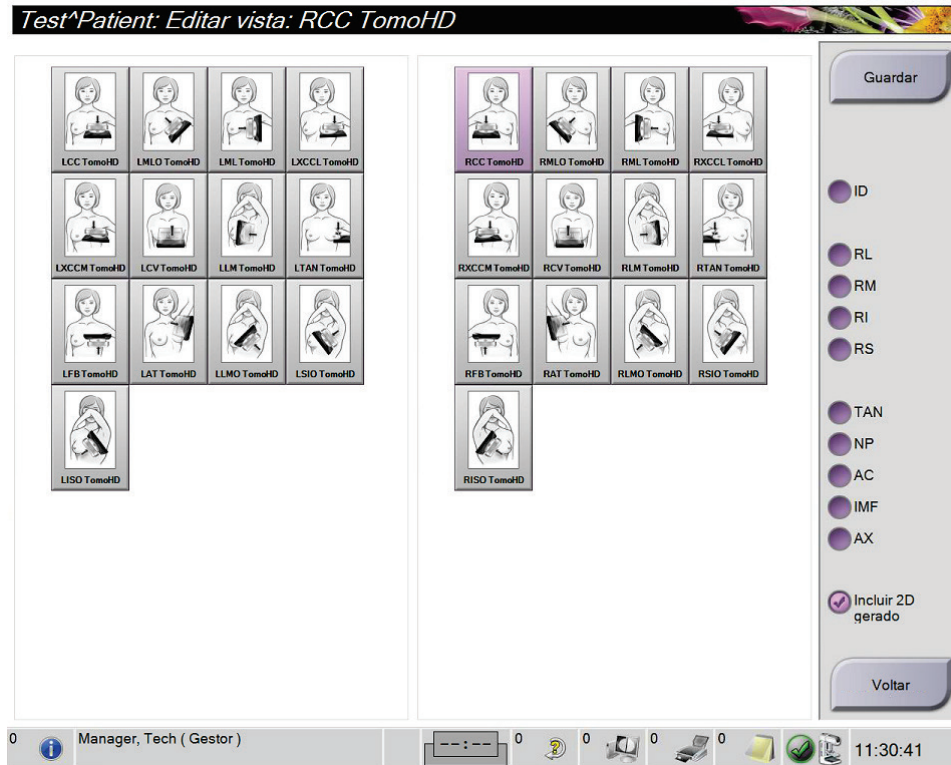 Test^Patient: Editar vista: RCC TomoHD
LCC TomoHD
LMLO TomoHD
LML TomoHD
LXCCL TomoHD
LXCCM TomoHD
LCV TomoHD
LLM TomoHD
LTAN TomoHD
LFB TomoHD
LAT TomoHD
LLMO TomoHD
LSIO TomoHD
LISO TomoHD
RCC TomoHD
RMLO TomoHD
RML TomoHD
RXCCL TomoHD
RXCCM TomoHD
RCV TomoHD
RLM TomoHD
RTAN TomoHD
RFB TomoHD
RAT TomoHD
RLMO TomoHD
RSIO TomoHD
RISO TomoHD
Guardar
ID
RL
RM
RI
RS
TAN
NP
AC
IMF
AX
Incluir 2D
gerado
Voltar
0
Manager, Tech ( Gestor )
--:--
0
0
0
0
11:30:41